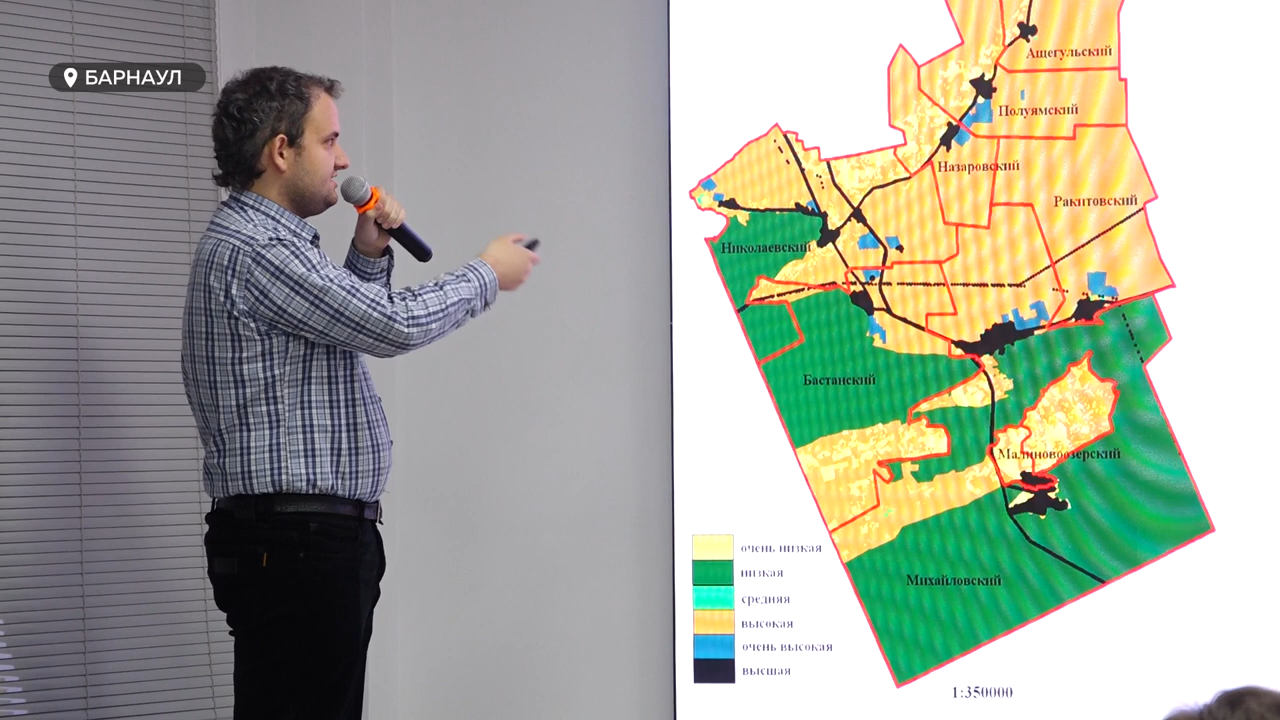 БАРНАУЛ
Ащегульский
Полуямский
Назаровский
Ракитовский
Николаевский
Бастанский
Малиновоозерский
Михайловский
очень низкая
низкая
средняя
высокая
очень высокая
высшая
1:350000